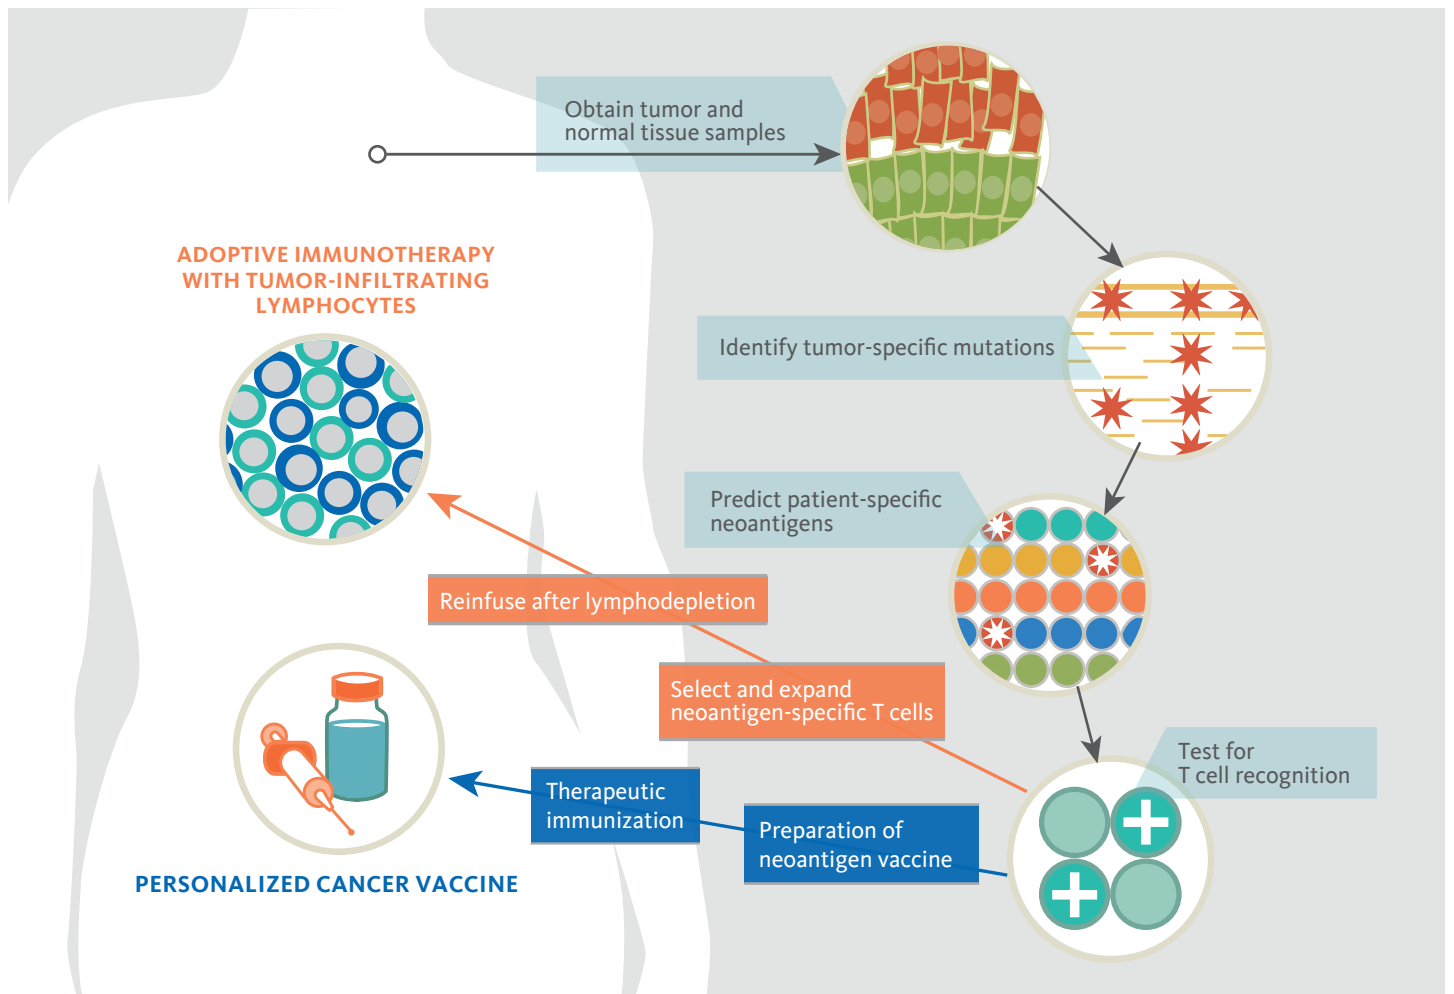 Obtain tumor and
normal tissue samples
ADOPTIVE IMMUNOTHERAPY
WITH TUMOR-INFILTRATING
LYMPHOCYTES
Identify tumor-specific mutations
Predict patient-specific
neoantigens
Reinfuse after lymphodepletion
Select and expand
neoantigen-specific T cells
Test for
T cell recognition
Therapeutic
immunization
Preparation of
neoantigen vaccine
PERSONALIZED CANCER VACCINE